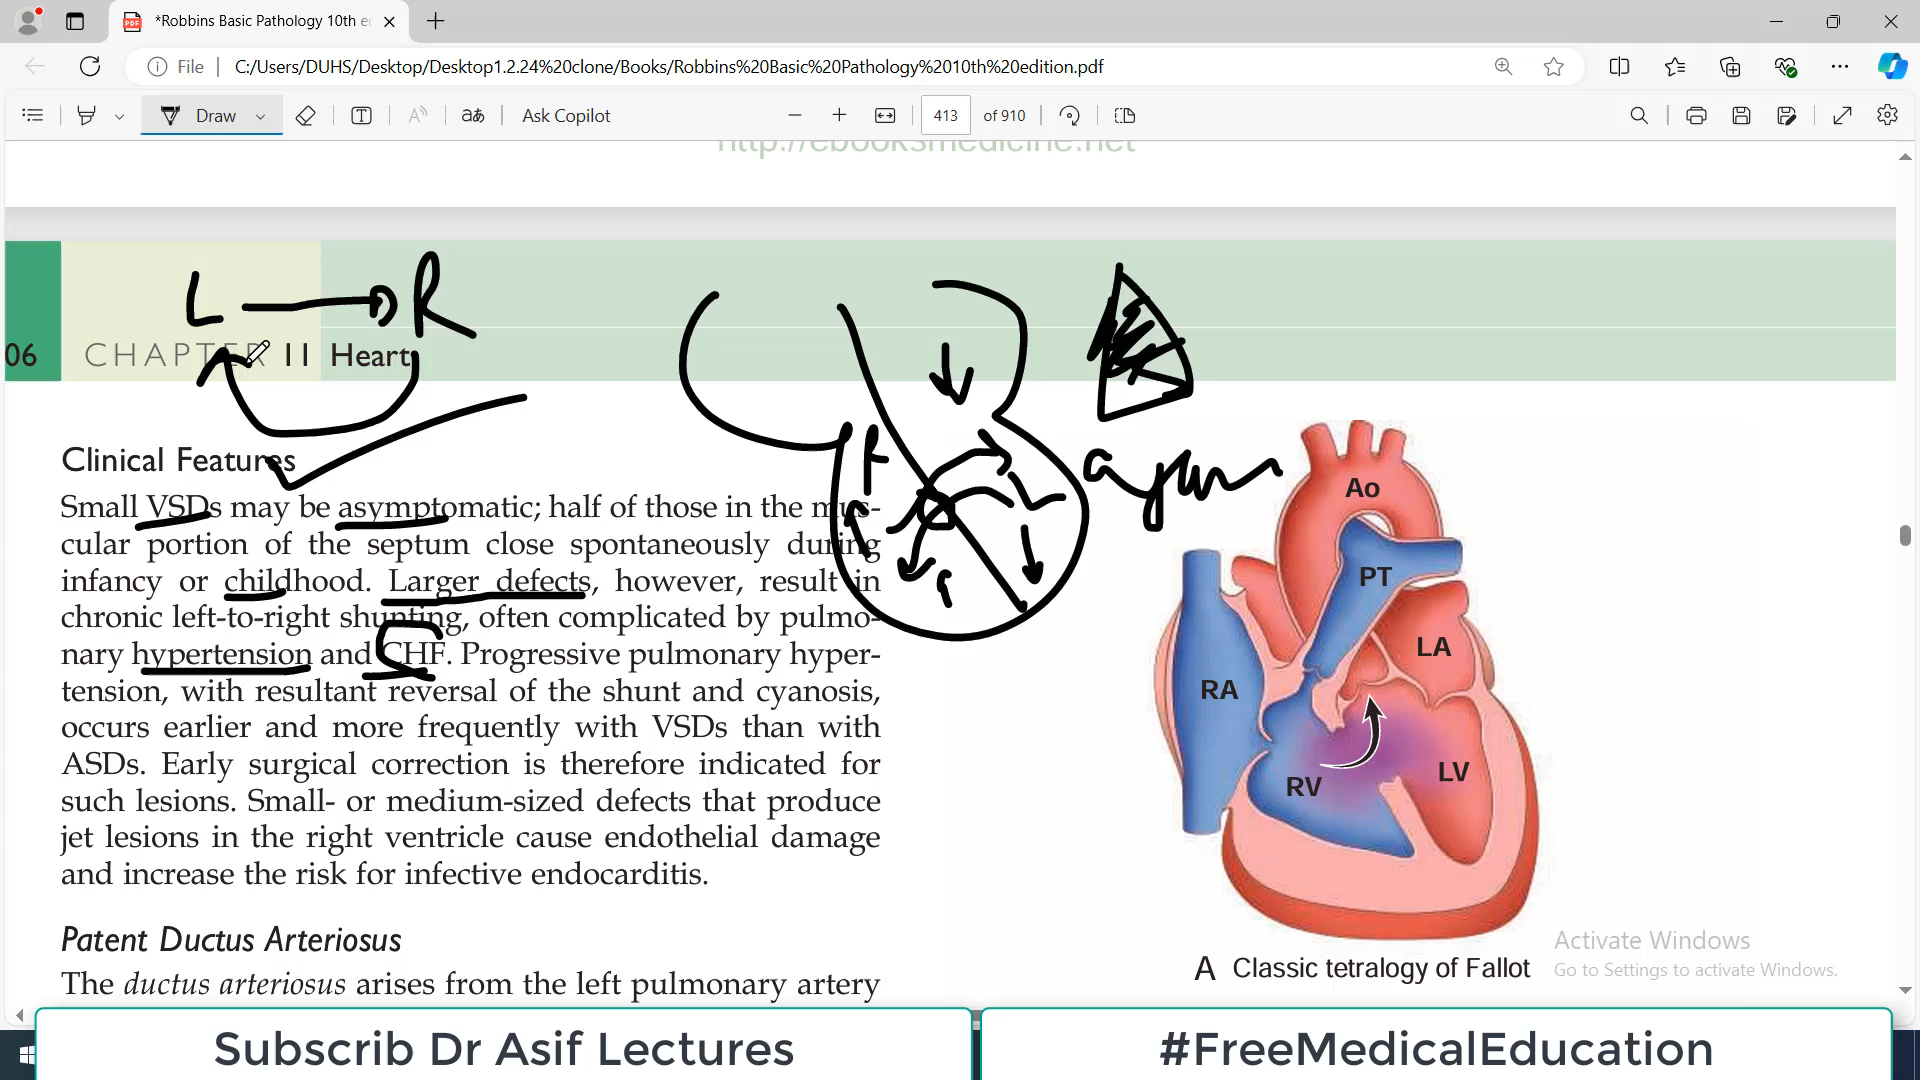 *Robbins Basic Pathology 10th e
File
C:/Users/DUHS/Desktop/Desktop1.2.24%20clone/Books/Robbins%20Basic%20Pathology%2010th%20edition.pdf
Draw
aあ
Ask Copilot
413 of 910
http://ebooksmedicine.net
L R
06 CHAPTER 11 Heart
Clinical Features
Small VSDs may be asymptomatic; half of those in the mus-
cular portion of the septum close spontaneously during
infancy or childhood. Larger defects, however, result in
chronic left-to-right shunting, often complicated by pulmo-
nary hypertension and CHF. Progressive pulmonary hyper-
tension, with resultant reversal of the shunt and cyanosis,
occurs earlier and more frequently with VSDs than with
ASDs. Early surgical correction is therefore indicated for
such lesions. Small- or medium-sized defects that produce
jet lesions in the right ventricle cause endothelial damage
and increase the risk for infective endocarditis.
Patent Ductus Arteriosus
The ductus arteriosus arises from the left pulmonary artery
R
L
Ao
PT
LA
RA
LV
RV
A Classic tetralogy of Fallot
Activate Windows
Go to Settings to activate Windows.
Subscrib Dr Asif Lectures
#FreeMedicalEducation